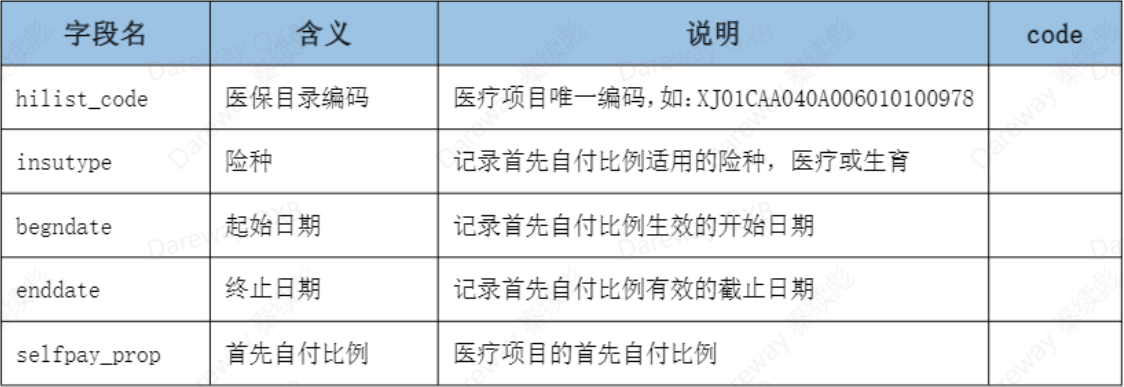 字段名 含义 说明 code
hilist_code 医保目录编码 医疗项目唯一编码,如:XJ01CAA040A006010100978
insutype 险种 记录首先自付比例适用的险种，医疗或生育
begndate 起始日期 记录首先自付比例生效的开始日期
enddate 终止日期 记录首先自付比例有效的截止日期
selfpay_prop 首先自付比例 医疗项目的首先自付比例